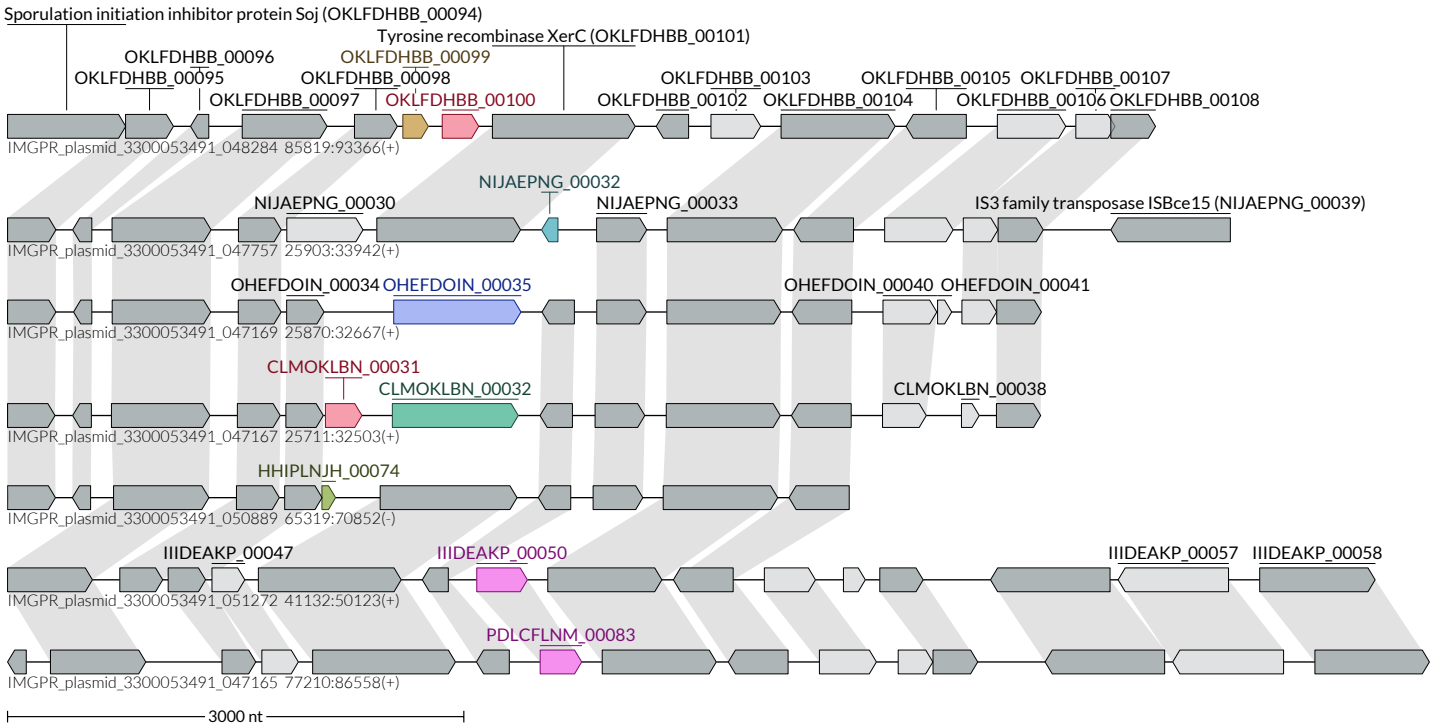 Sporulation initiation inhibitor protein Soj (OKLFDHBB_00094)
Tyrosine recombinase XerC (OKLFDHBB_00101)
OKLFDHBB_00096 OKLFDHBB_00099
OKLFDHBB_00095 OKLFDHBB_00098 OKLFDHBB_00103 OKLFDHBB_00105 OKLFDHBB_00107
OKLFDHBB_00097 OKLFDHBB_00100 OKLFDHBB_00102 OKLFDHBB_00104 OKLFDHBB_00106 OKLFDHBB_00108
IMGPR_plasmid_3300053491_048284 85819:93366(+)
NIJAEPNG_00032
NIJAEPNG_00030 NIJAEPNG_00033 IS3 family transposase ISBce15 (NIJAEPNG_00039)
IMGPR_plasmid_3300053491_047757 25903:33942(+)
OHEFDOIN_00034 OHEFDOIN_00035 OHEFDOIN_00040 OHEFDOIN_00041
IMGPR_plasmid_3300053491_047169 25870:32667(+)
CLMOKLBN_00031
CLMOKLBN_00032 CLMOKLBN_00038
IMGPR_plasmid_3300053491_047167 25711:32503(+)
HHIPLNJH_00074
IMGPR_plasmid_3300053491_050889 65319:70852(-)
IIIDEAKP_00047 IIIDEAKP_00050 IIIDEAKP_00057 IIIDEAKP_00058
IMGPR_plasmid_3300053491_051272 41132:50123(+)
PDLCFLNM_00083
IMGPR_plasmid_3300053491_047165 77210:86558(+)
3000 nt